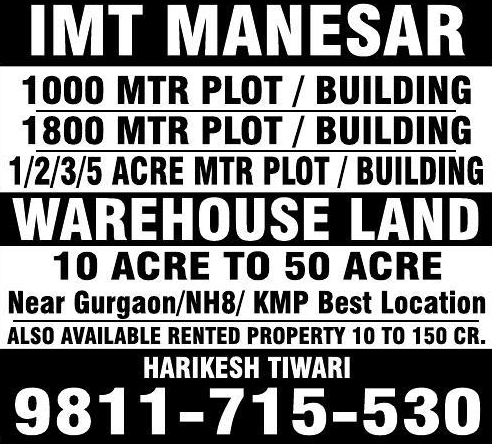 IMT MANESAR
1000 MTR PLOT / BUILDING
1800 MTR PLOT / BUILDING
1/2/3/5 ACRE MTR PLOT / BUILDING
WAREHOUSE LAND
10 ACRE TO 50 ACRE
Near Gurgaon/NH8/ KMP Best Location
ALSO AVAILABLE RENTED PROPERTY 10 TO 150 CR.
HARIKESH TIWARI
9811-715-530